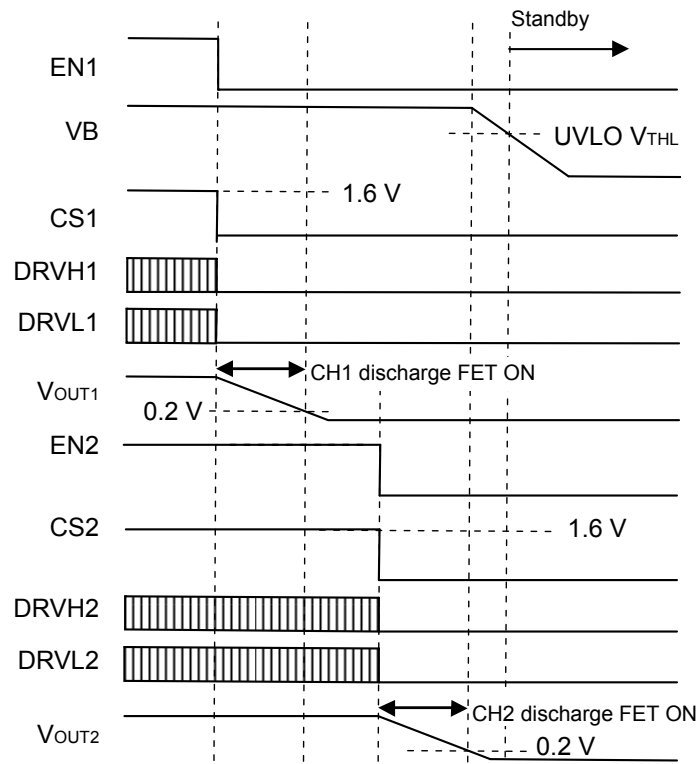 Standby
EN1
VB
UVLO VTHL
1.6 V
CS1
DRVH1
DRVL1
CH1 discharge FET ON
VOUT1
0.2 V
EN2
CS2
1.6 V
DRVH2
DRVL2
CH2 discharge FET ON
VOUT2
0.2 V